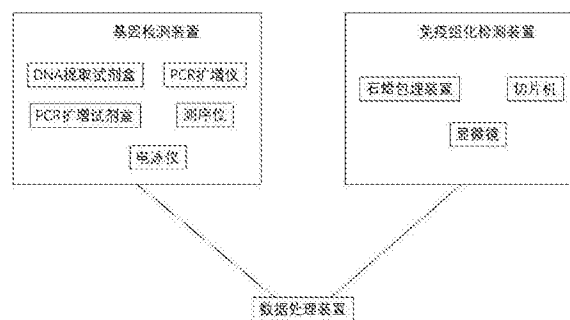 基因检测装置
DNA提取试剂盒
PCR扩增仪
PCR扩增试剂盒
测序仪
电泳仪
免疫组化检测装置
石蜡包埋装置
切片机
显微镜
数据处理装置